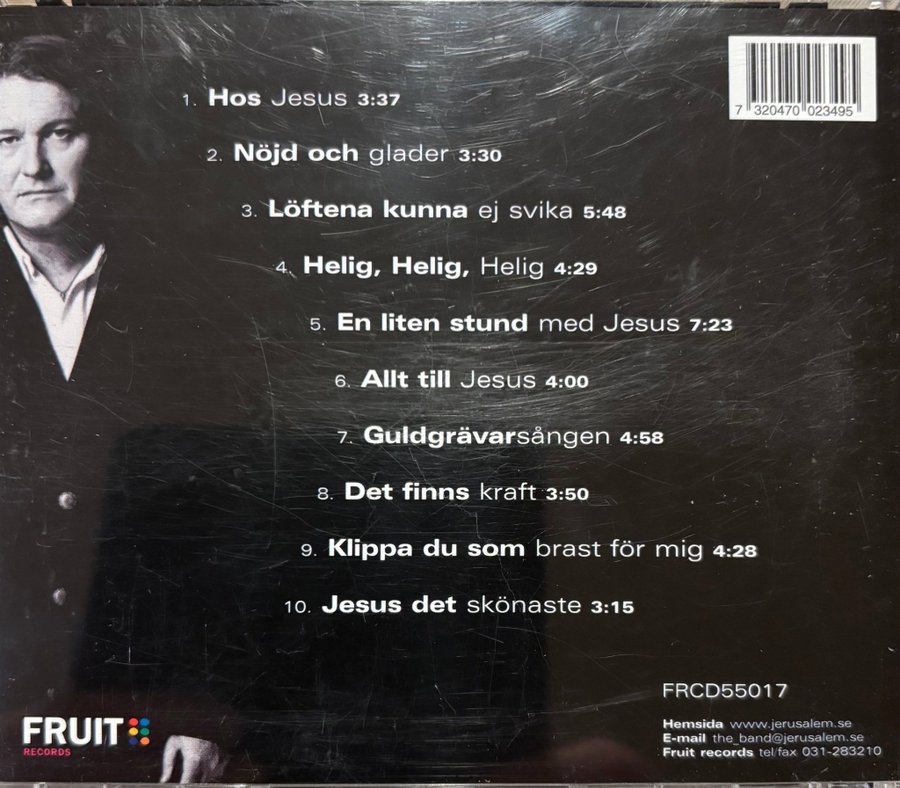 7 320470 023495
1. Hos Jesus 3:37
2. Nöjd och glader 3:30
3. Löftena kunna ej svika 5:48
4. Helig, Helig, Helig 4:29
5. En liten stund med Jesus 7:23
6. Allt till Jesus 4:00
7. Guldgrävarsången 4:58
8. Det finns kraft 3:50
9. Klippa du som brast för mig 4:28
10. Jesus det skönaste 3:15
FRCD55017
FRUIT
RECORDS
Hemsida www.jerusalem.se
E-mail the_band@jerusalem.se
Fruit records tel/fax 031-283210